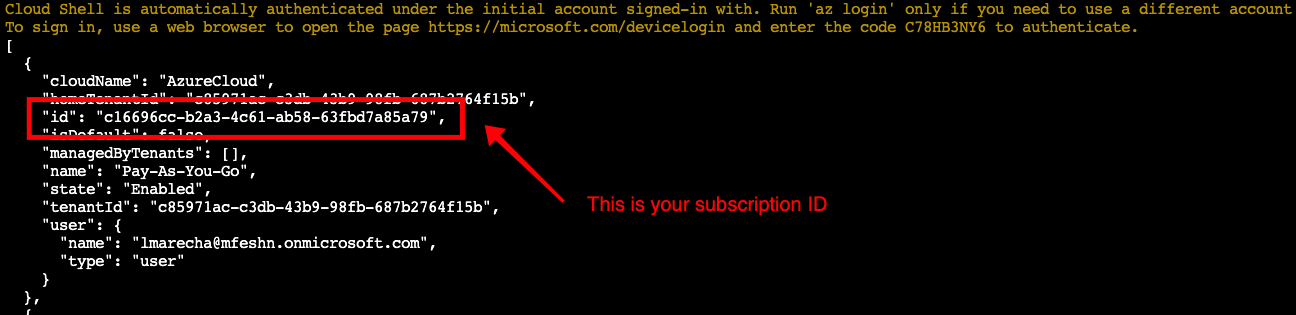 Cloud Shell is automatically authenticated under the initial account signed-in with. Run 'az login' only if you need to use a different account
To sign in, use a web browser to open the page https://microsoft.com/devicelogin and enter the code C78HB3NY6 to authenticate.
[
{
"cloudName": "AzureCloud",
"homeTenantId": "c85971ac-c3db-43b9-98fb-687b2764f15b",
"id": "c16696cc-b2a3-4c61-ab58-63fbd7a85a79",
"isDefault": false,
"managedByTenants": [],
"name": "Pay-As-You-Go",
"state": "Enabled",
"tenantId": "c85971ac-c3db-43b9-98fb-687b2764f15b",
This is your subscription ID
"user": {
"name": "lmarecha@mfeshn.onmicrosoft.com",
"type": "user"
}
},
{